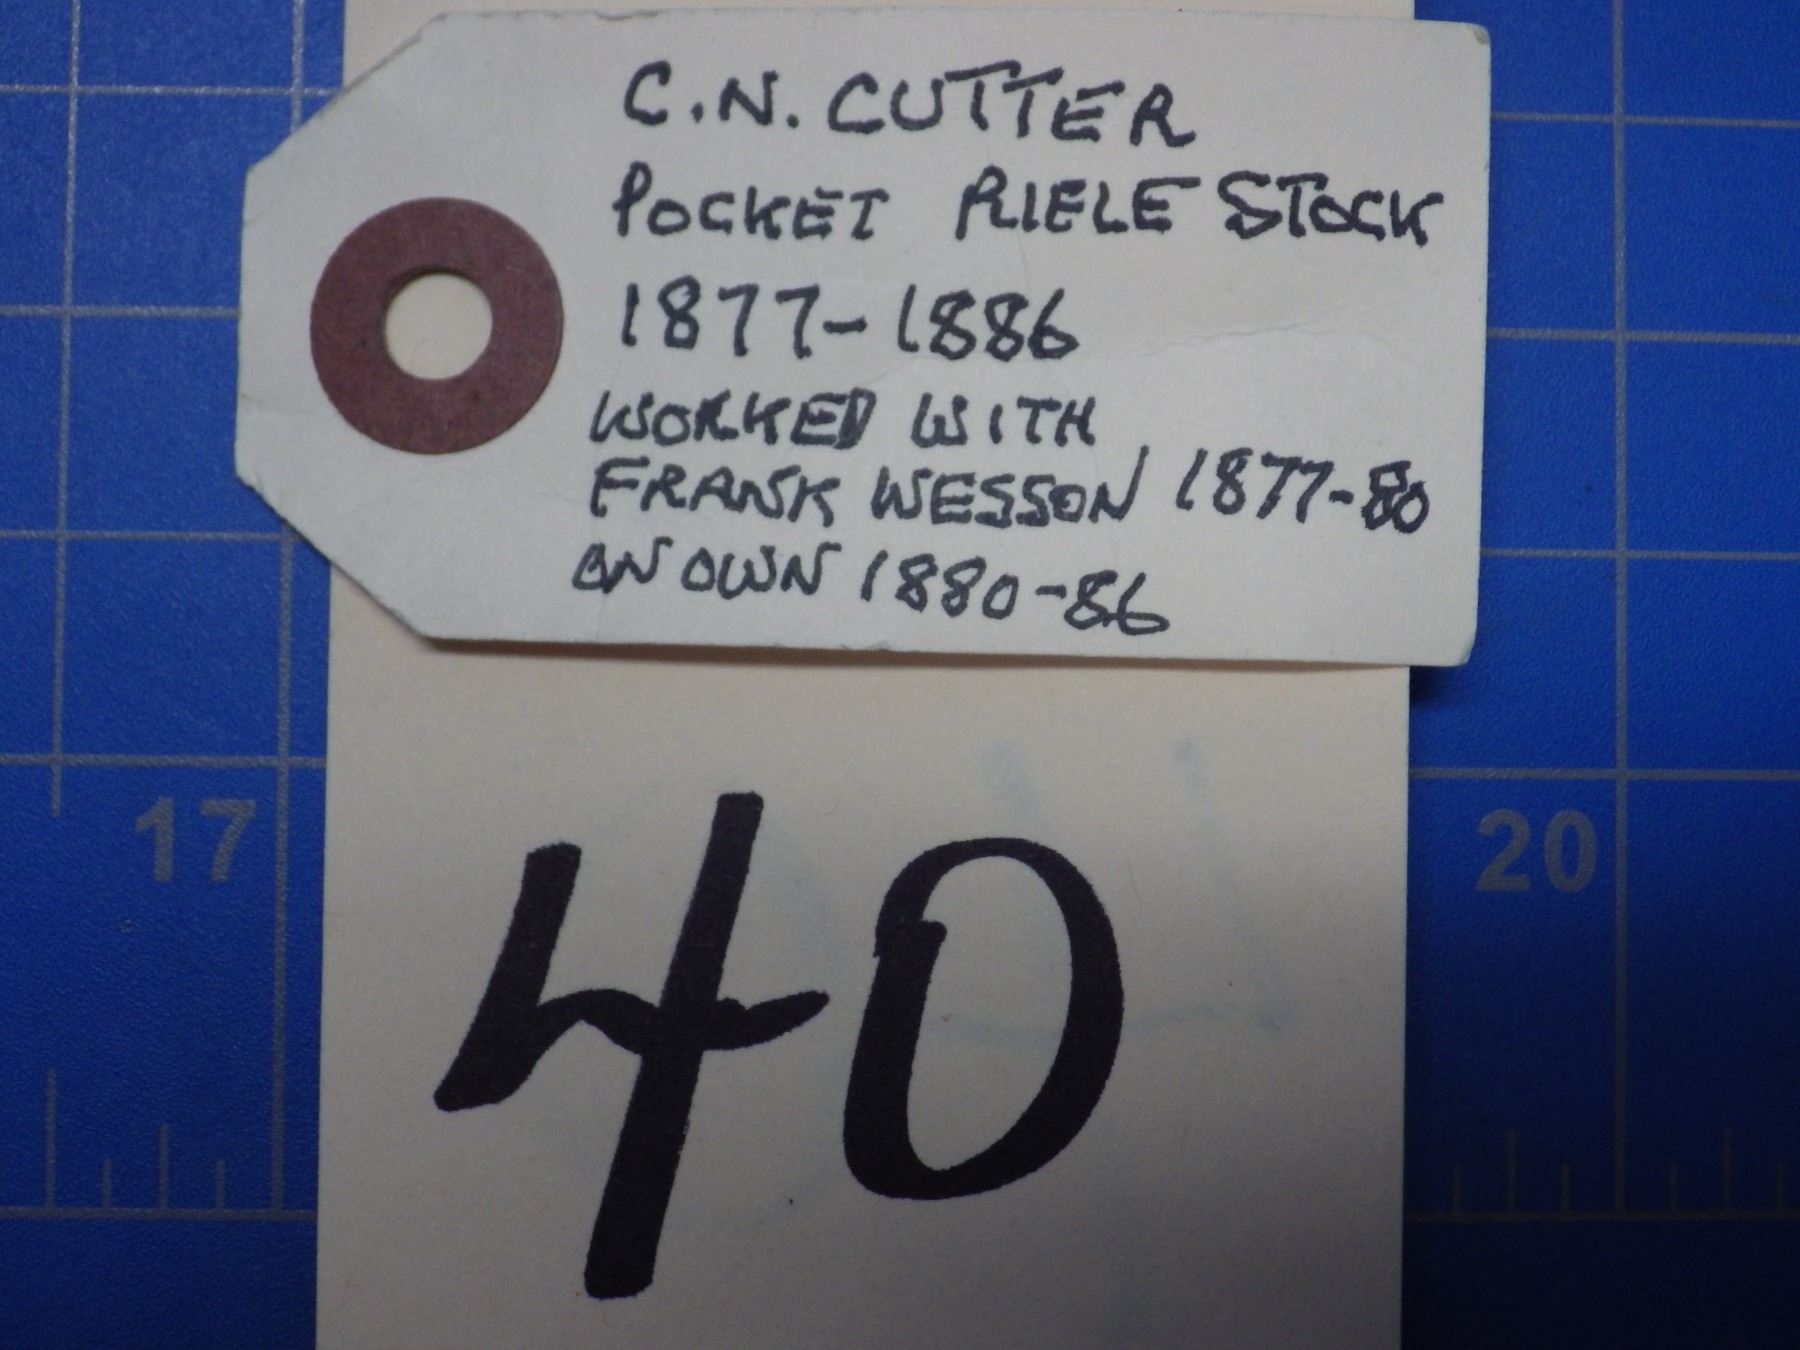 C.N. CUTTER
POCKET RIFLE STOCK
1877-1886
WORKED WITH
FRANK WESSON 1877-80
ON OWN 1880-86
17
20
40